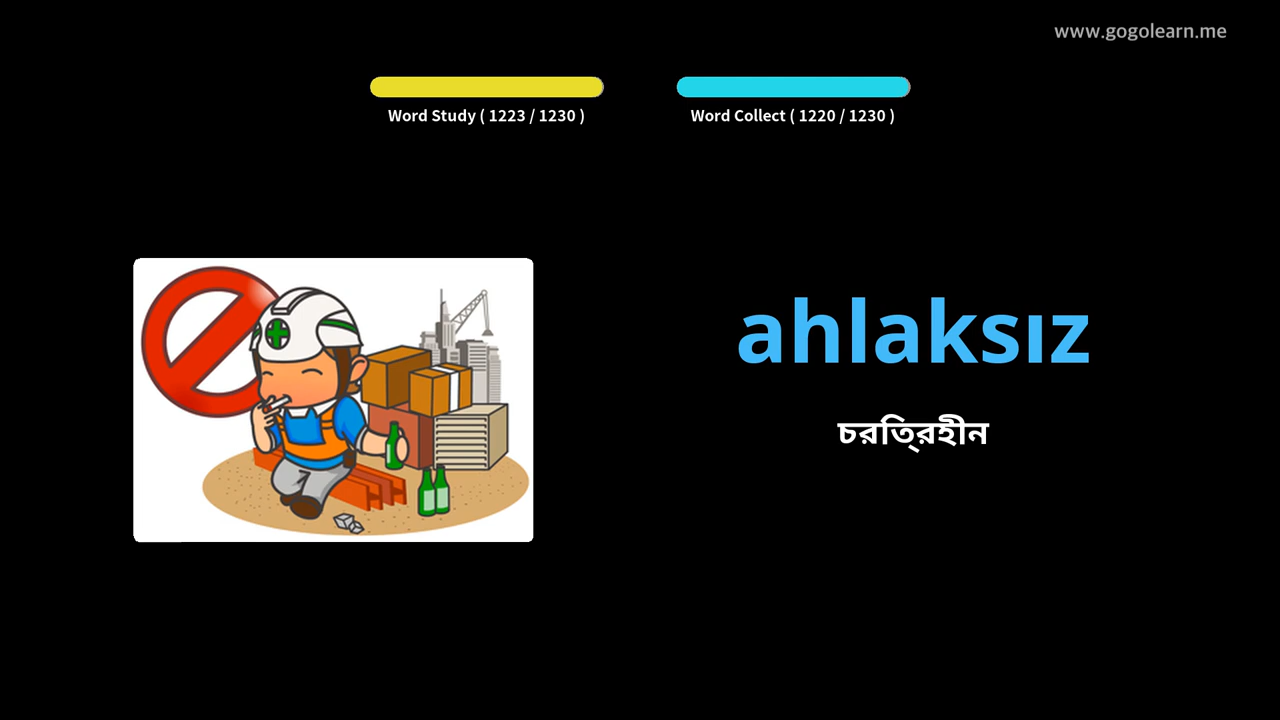 www.gogolearn.me
Word Study ( 1223 / 1230 )
Word Collect ( 1220 / 1230 )
ahlaksız
চরিত্রহীন